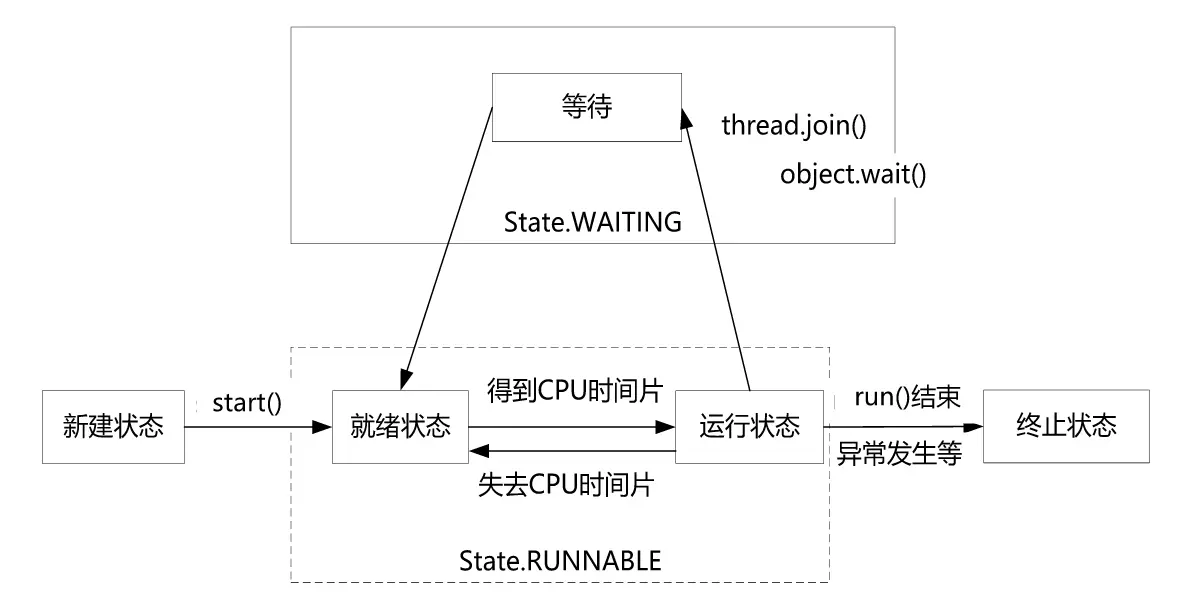 等待
thread.join()
object.wait()
State.WAITING
新建状态
start()
就绪状态
得到CPU时间片
失去CPU时间片
运行状态
run()结束
异常发生等
终止状态
State.RUNNABLE